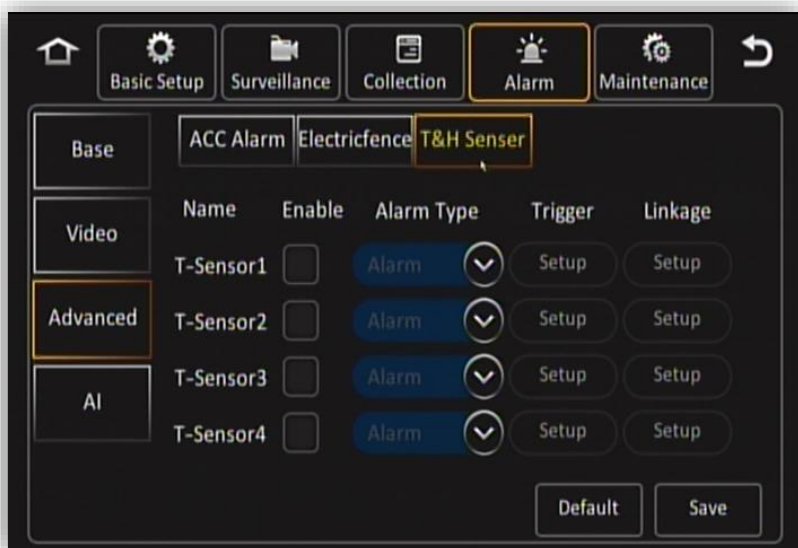 Basic Setup Surveillance Collection Alarm Maintenance
Base ACC Alarm Electricfence T&H Senser
Name Enable Alarm Type Trigger Linkage
Video
T-Sensor1 Alarm Setup Setup
Advanced T-Sensor2 Alarm Setup Setup
T-Sensor3 Alarm Setup Setup
AI
T-Sensor4 Alarm Setup Setup
Default Save